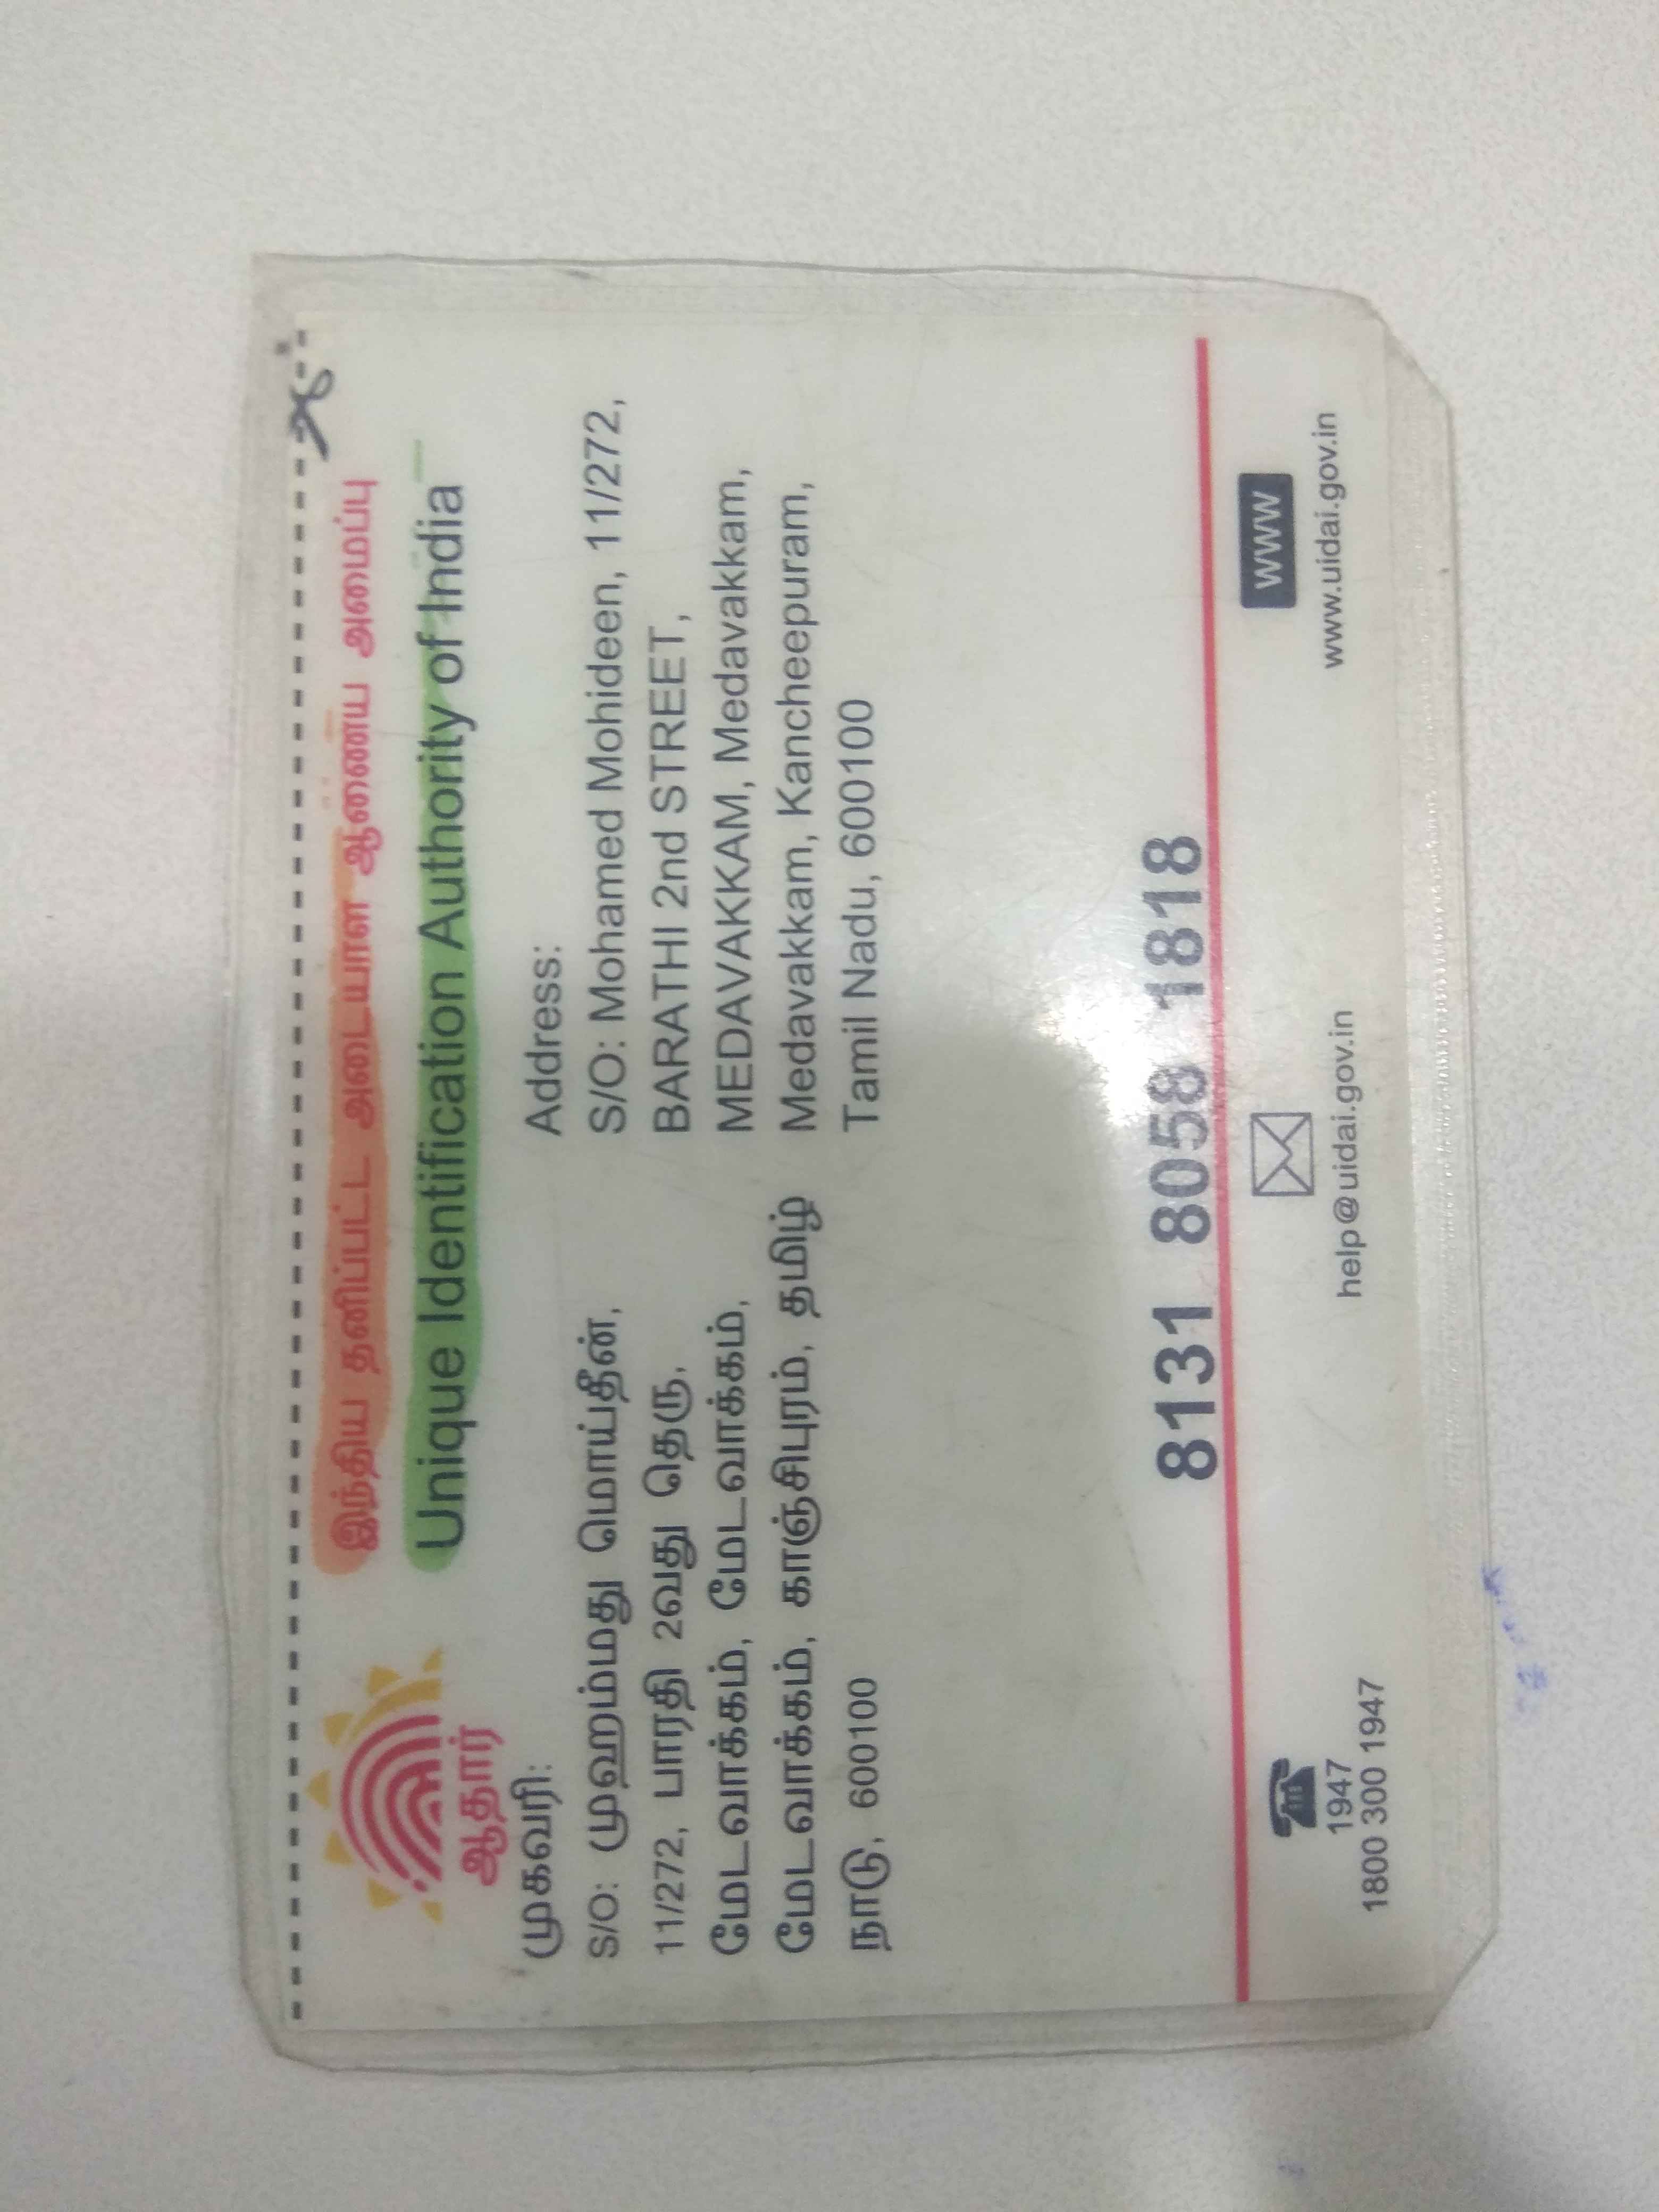 இந்திய தனிப்பட்ட அடையாள ஆணைய அமைப்பு
Unique Identification Authority of India
ஆதார்
முகவரி:
S/O: முஹம்மது மொய்தீன்,
11/272, பாரதி 2வது தெரு,
மேடவாக்கம், மேடவாக்கம்,
மேடவாக்கம், காஞ்சிபுரம், தமிழ்
நாடு, 600100
Address:
S/O: Mohamed Mohideen, 11/272,
BARATHI 2nd STREET,
MEDAVAKKAM, Medavakkam,
Medavakkam, Kancheepuram,
Tamil Nadu, 600100
8131 8058 1818
1947
1800 300 1947
help@uidai.gov.in
WWW
www.uidai.gov.in